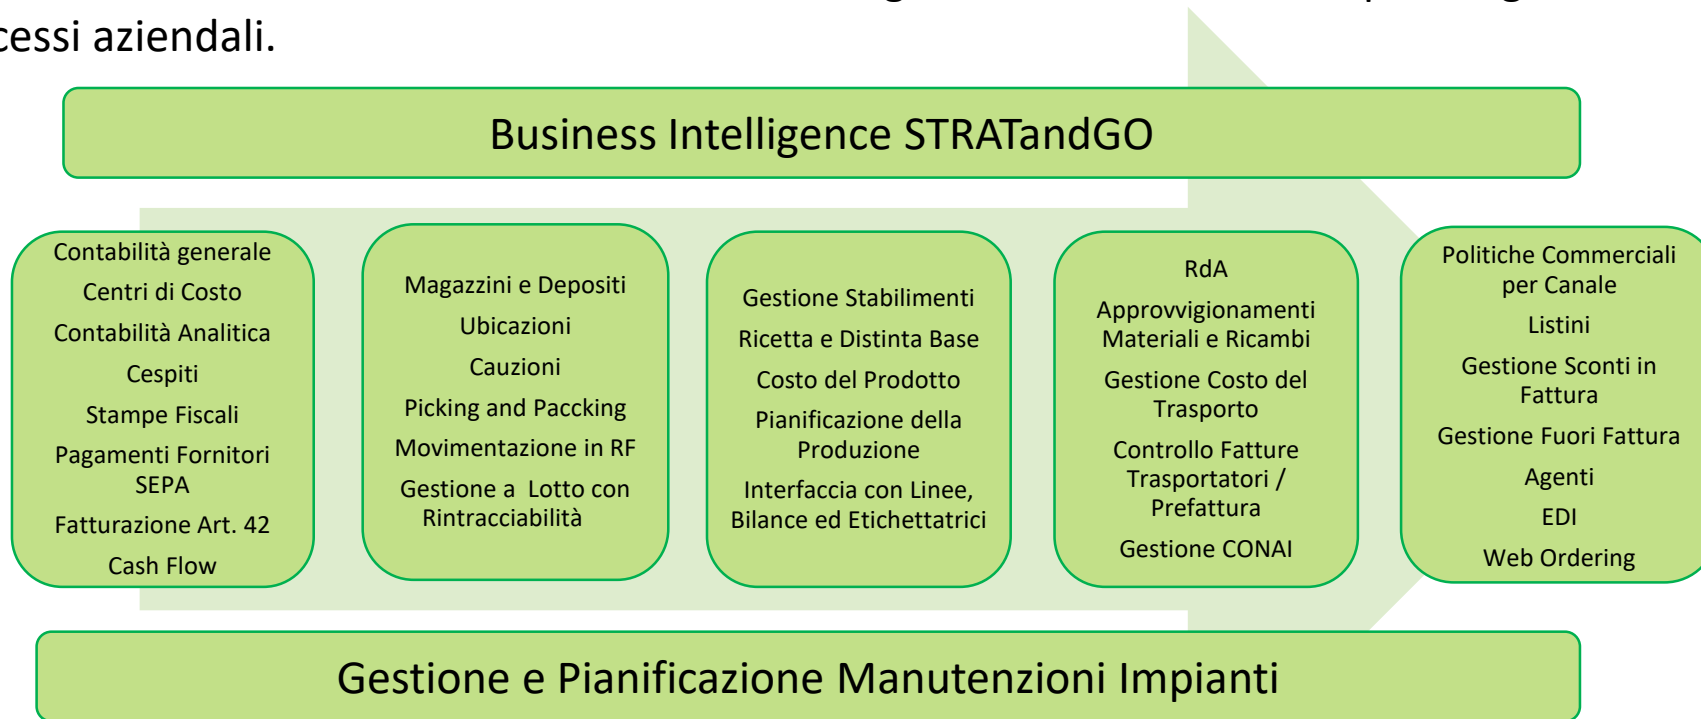 cessi aziendali.
Business Intelligence STRATandGO
Contabilità generale
Centri di Costo
Contabilità Analitica
Cespiti
Stampe Fiscali
Pagamenti Fornitori
SEPA
Fatturazione Art. 42
Cash Flow
Magazzini e Depositi
Ubicazioni
Cauzioni
Picking and Paccking
Movimentazione in RF
Gestione a  Lotto con
Rintracciabilità
Gestione Stabilimenti
Ricetta e Distinta Base
Costo del Prodotto
Pianificazione della
Produzione
Interfaccia con Linee,
Bilance ed Etichettatrici
RdA
Approvvigionamenti
Materiali e Ricambi
Gestione Costo del
Trasporto
Controllo Fatture
Trasportatori /
Prefattura
Gestione CONAI
Politiche Commerciali
per Canale
Listini
Gestione Sconti in
Fattura
Gestione Fuori Fattura
Agenti
EDI
Web Ordering
Gestione e Pianificazione Manutenzioni Impianti